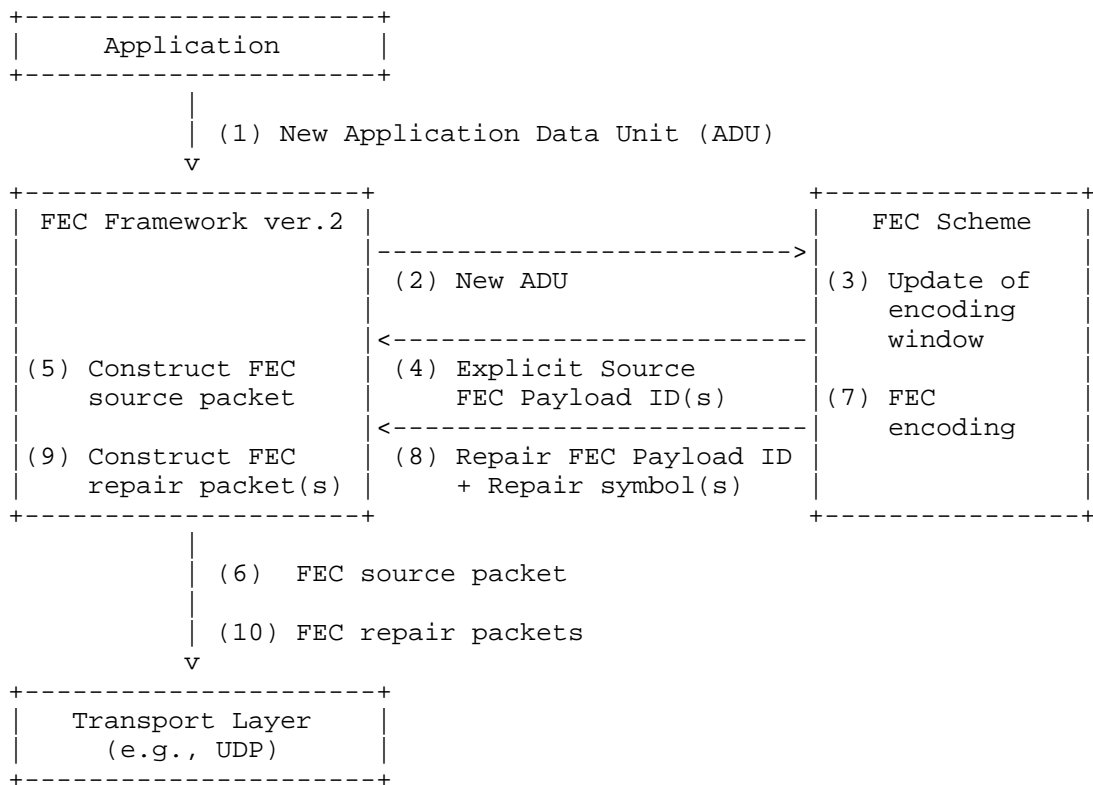 Application
(1) New Application Data Unit (ADU)
FEC Framework ver.2 FEC Scheme
(2) New ADU (3) Update of
encoding
window
(5) Construct FEC (4) Explicit Source
source packet FEC Payload ID(s) (7) FEC
encoding
(9) Construct FEC (8) Repair FEC Payload ID
repair packet(s) + Repair symbol(s)
(6) FEC source packet
(10) FEC repair packets
Transport Layer
(e.g., UDP)